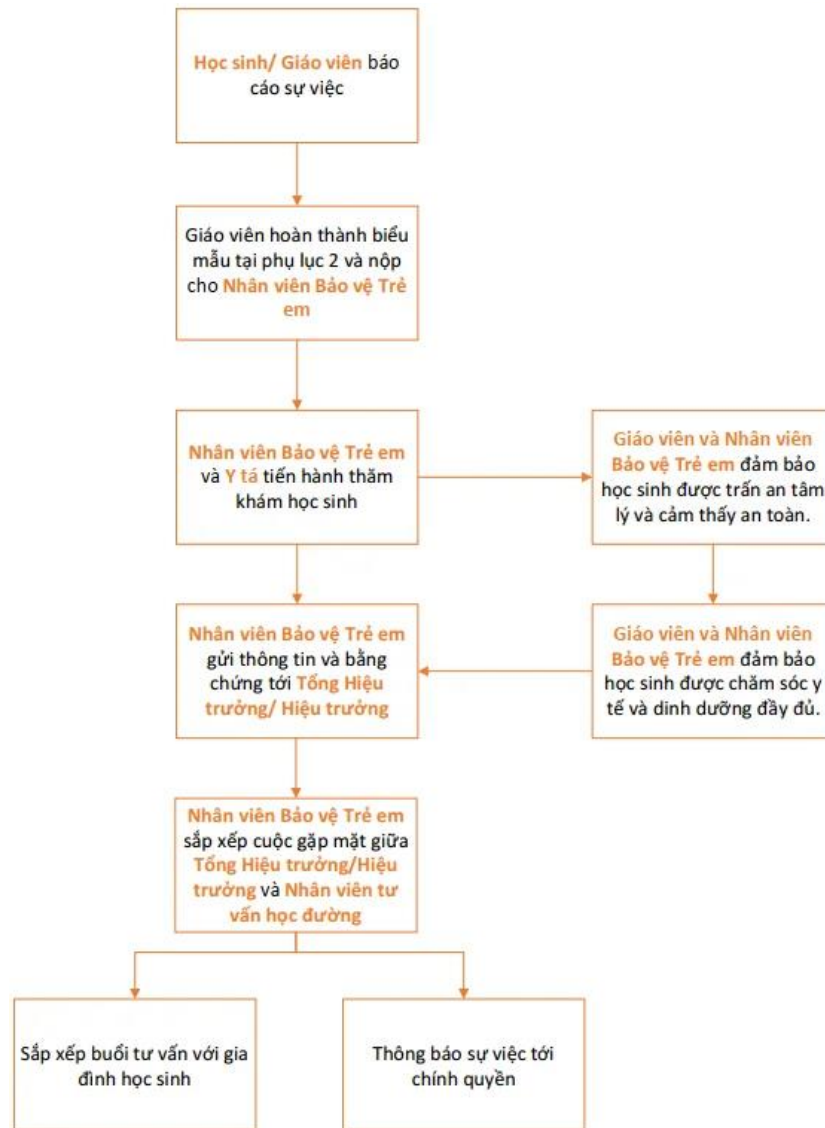 Học sinh/ Giáo viên báo
cáo sự việc
Giáo viên hoàn thành biểu
mẫu tại phụ lục 2 và nộp
cho Nhân viên Bảo vệ Trẻ
em
Nhân viên Bảo vệ Trẻ em
và Y tá tiến hành thăm
khám học sinh
Giáo viên và Nhân viên
Bảo vệ Trẻ em đảm bảo
học sinh được trấn an tâm
lý và cảm thấy an toàn.
Giáo viên và Nhân viên
Bảo vệ Trẻ em đảm bảo
học sinh được chăm sóc y
tế và dinh dưỡng đầy đủ.
Nhân viên Bảo vệ Trẻ em
gửi thông tin và bằng
chứng tới Tổng Hiệu
trưởng/ Hiệu trưởng
Nhân viên Bảo vệ Trẻ em
sắp xếp cuộc gặp mặt giữa
Tổng Hiệu trưởng/Hiệu
trưởng và Nhân viên tư
vấn học đường
Sắp xếp buổi tư vấn với gia
đình học sinh
Thông báo sự việc tới
chính quyền